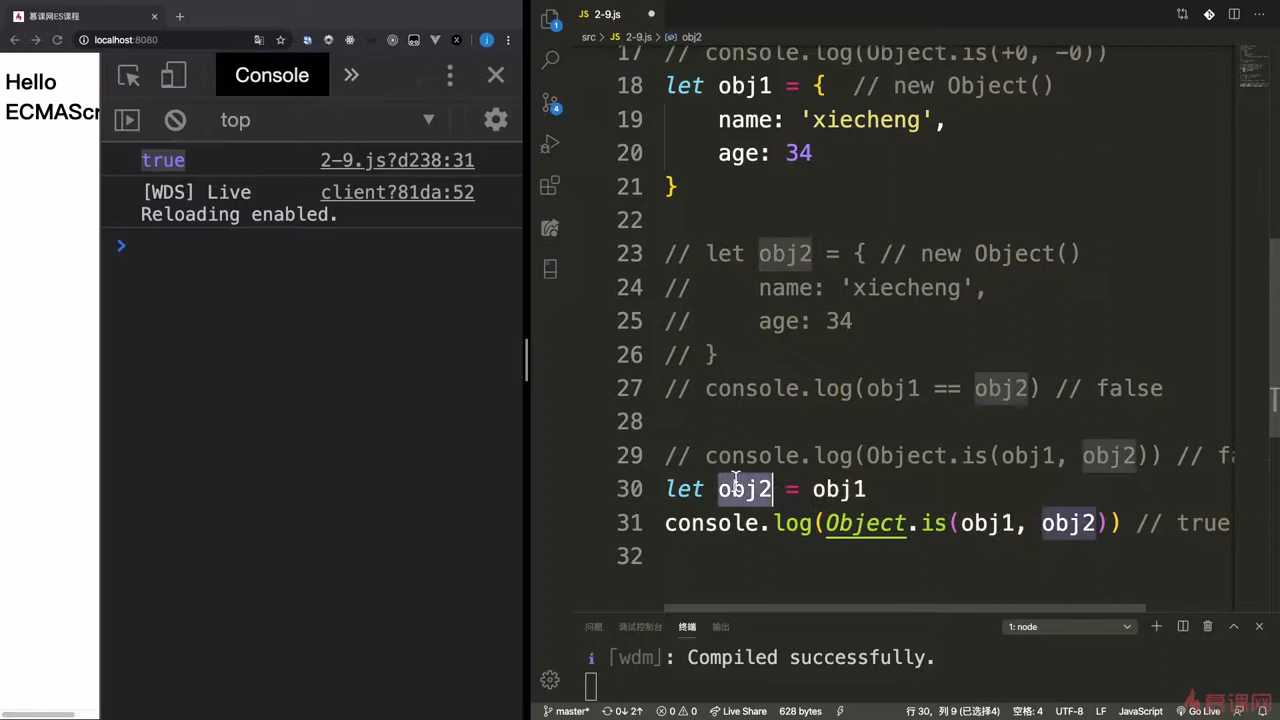 慕课网ES课程
localhost:8080
Hello
ECMAScr
Console
top
true 2-9.js?d238:31
[WDS] Live client?81da:52
Reloading enabled.
JS 2-9.js
src > JS 2-9.js > obj2
17 // console.log(Object.is(+0, -0))
18 let obj1 = { // new Object()
19 name: 'xiecheng',
20 age: 34
21 }
22
23 // let obj2 = { // new Object()
24 // name: 'xiecheng',
25 // age: 34
26 // }
27 // console.log(obj1 == obj2) // false
28
29 // console.log(Object.is(obj1, obj2)) // fa
30 let obj2 = obj1
31 console.log(Object.is(obj1, obj2)) // true
32
问题 调试控制台 终端 输出 1: node
i ｢wdm｣: Compiled successfully.
master* 0↓ 2↑ 0 0 Live Share 628 bytes 行 30, 列 9 (已选择4) 空格: 4 UTF-8 LF JavaScript Go Live
慕课网